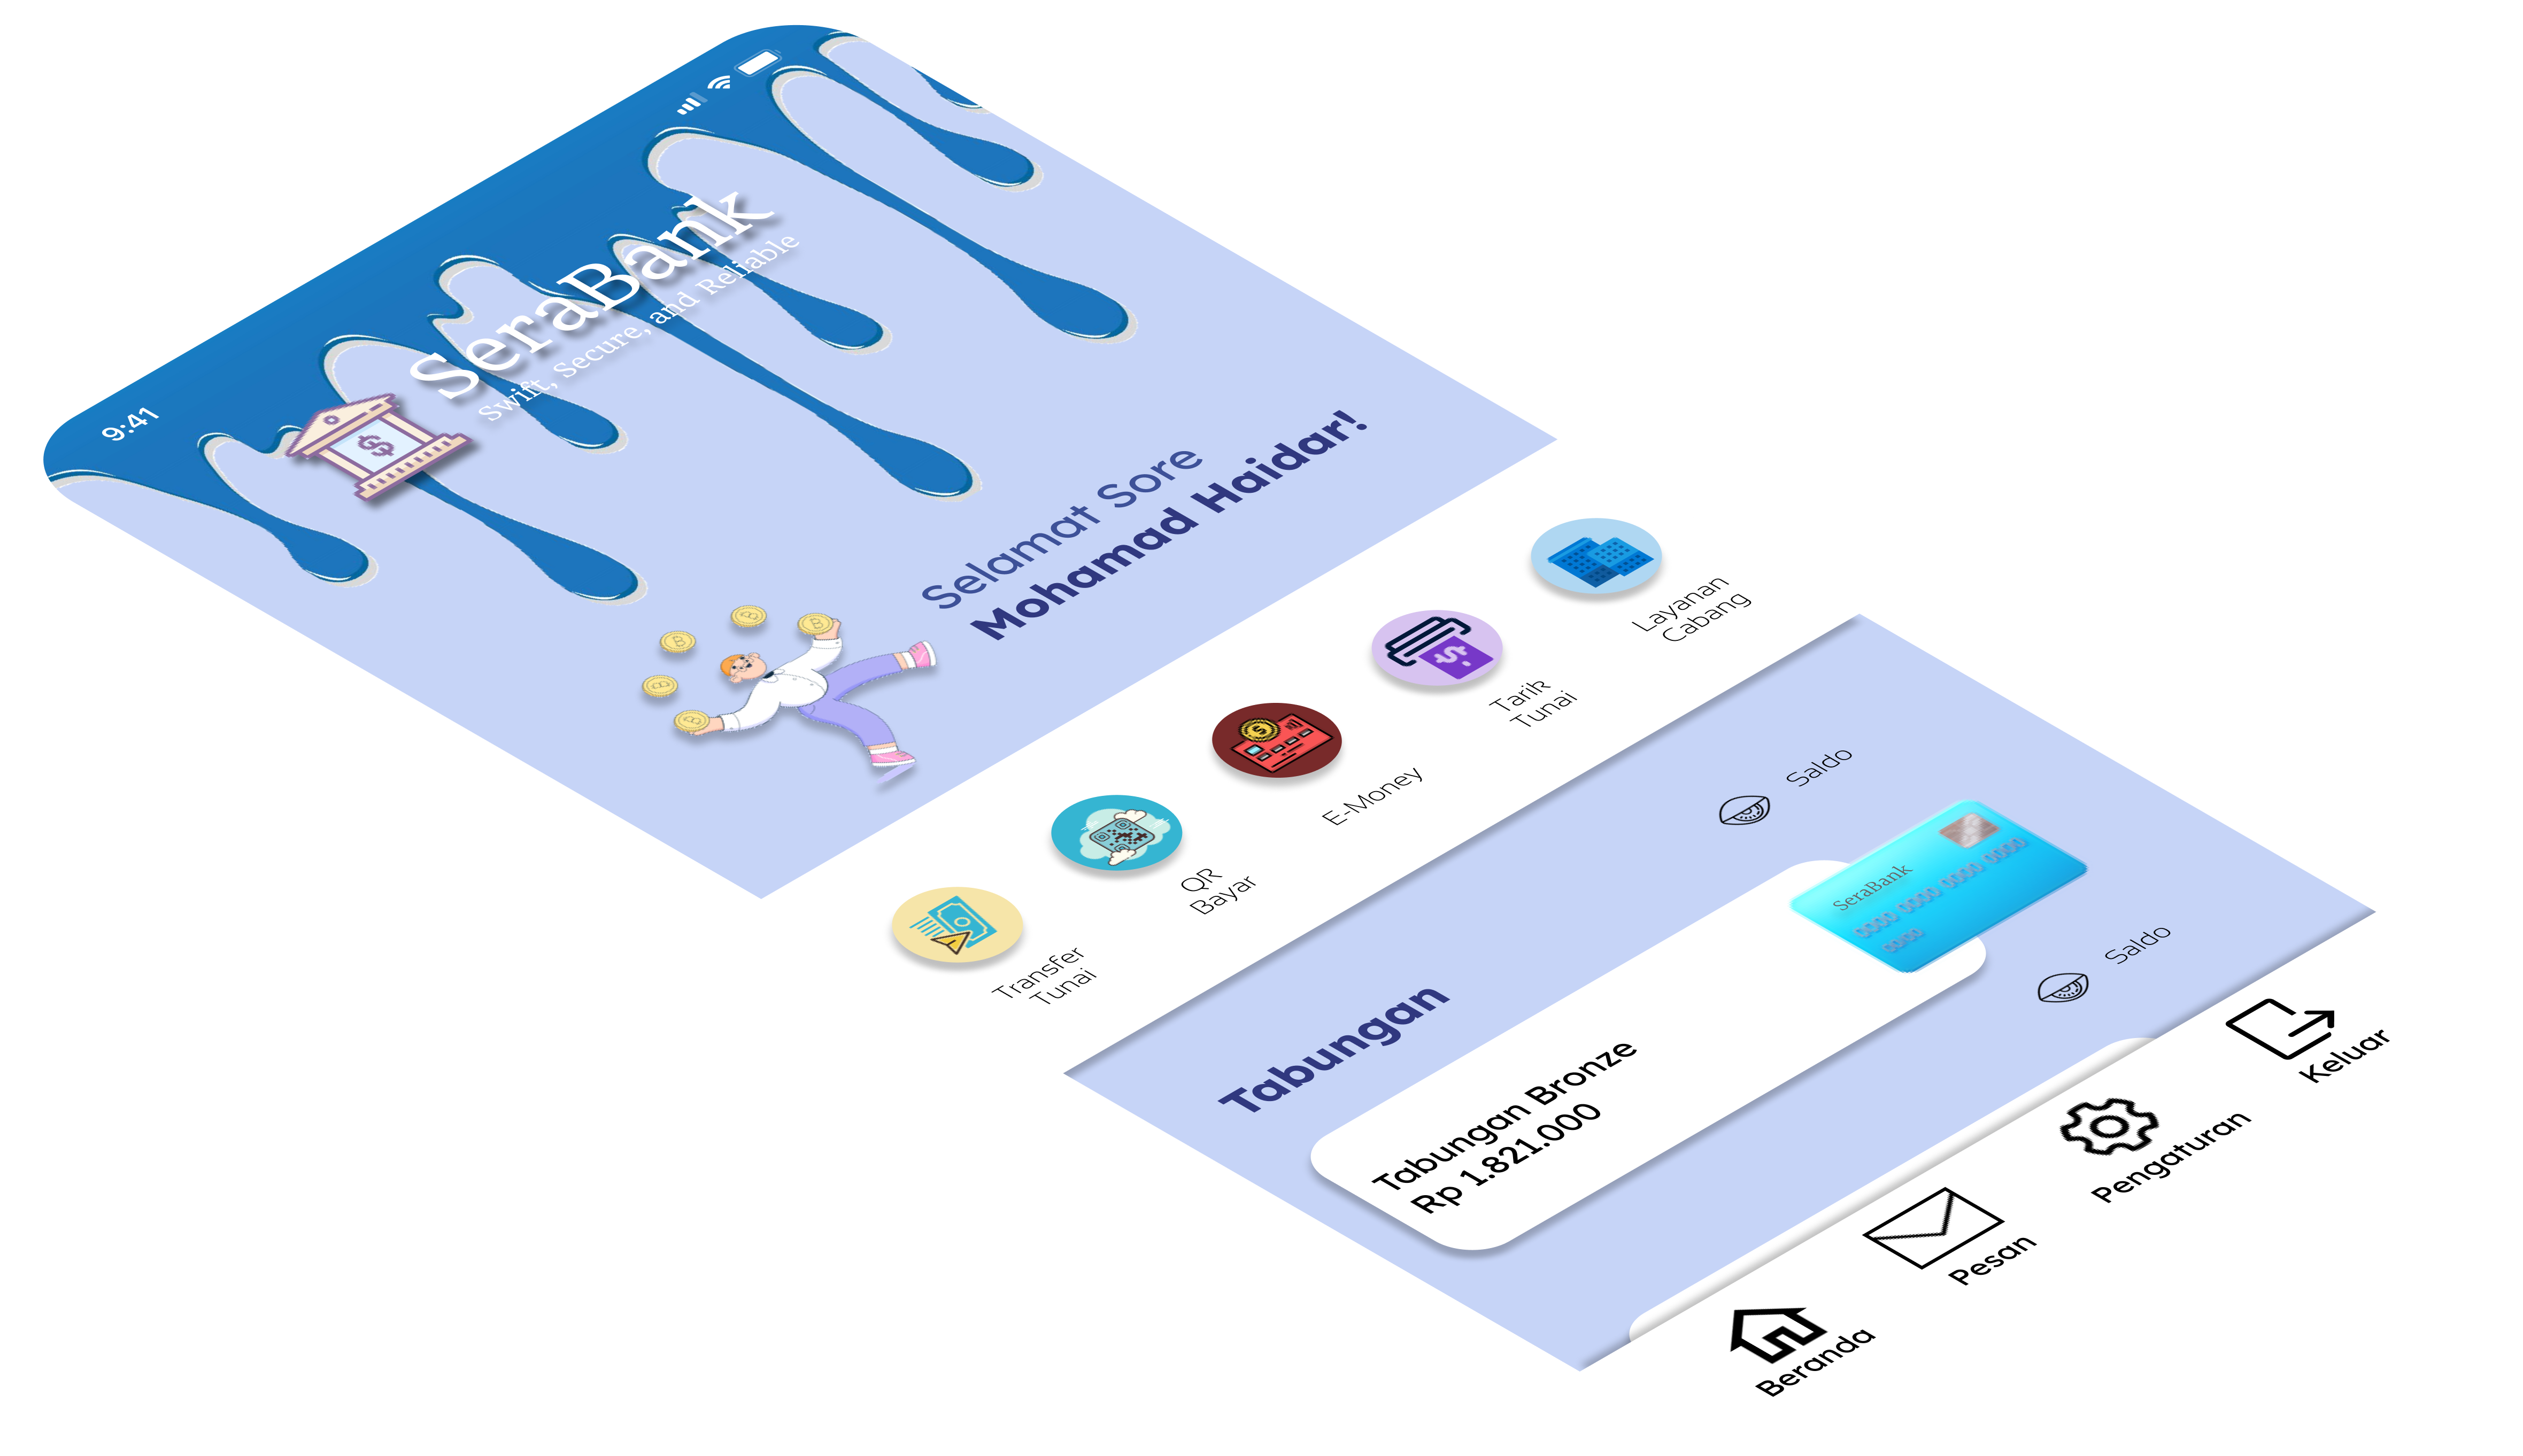 9:41
SeraBank
Swift, Secure, and Reliable
Selamat Sore
Mohamad Haidar!
Transfer
Tunai
QR
Bayar
E-Money
Tarik
Tunai
Layanan
Cabang
Tabungan
Saldo
Tabungan Bronze
Rp 1.821.000
SeraBank
0000 0000 0000 0000
00/00
Saldo
Beranda
Pesan
Pengaturan
Keluar